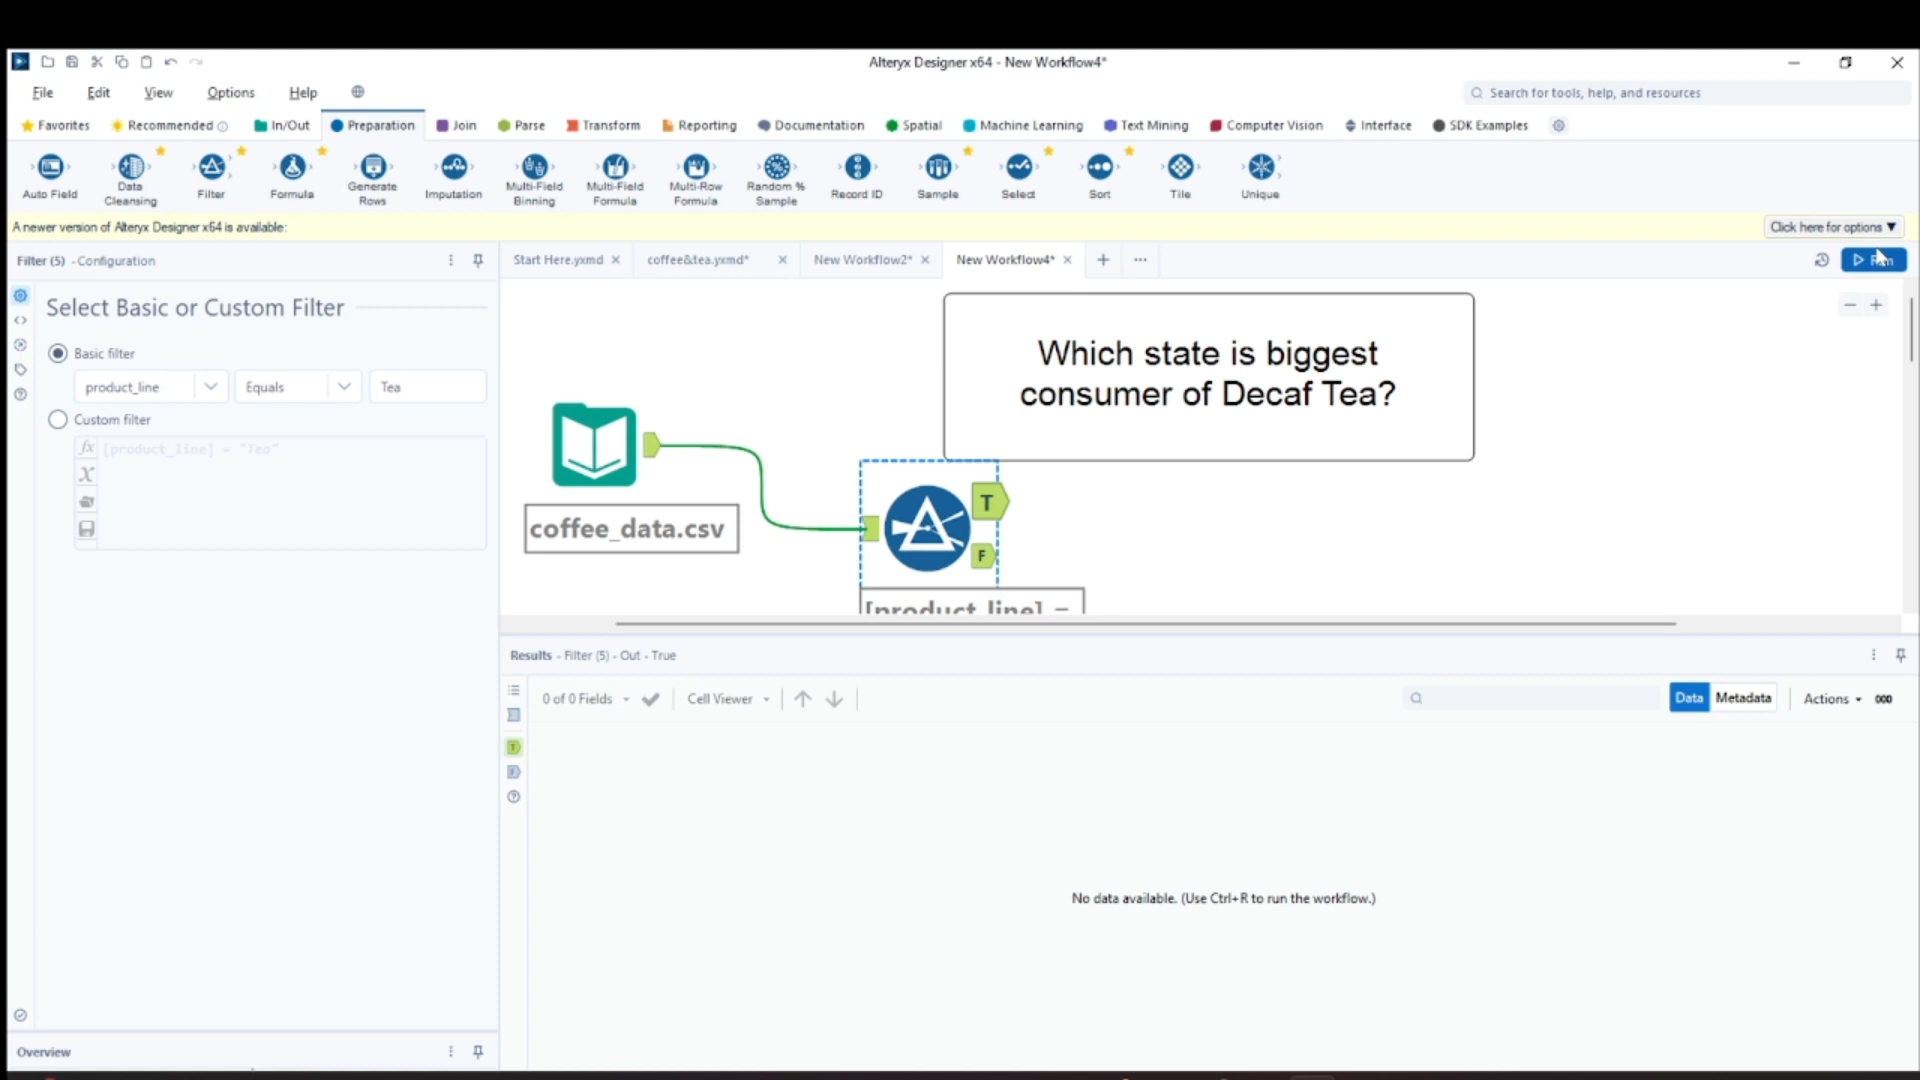 Alteryx Designer x64 - New Workflow4*
File Edit View Options Help
Search for tools, help, and resources
Favorites Recommended In/Out Preparation Join Parse Transform Reporting Documentation Spatial Machine Learning Text Mining Computer Vision Interface SDK Examples
Auto Field Data Cleansing Filter Formula Generate Rows Imputation Multi-Field Binning Multi-Field Formula Multi-Row Formula Random % Sample Record ID Sample Select Sort Tile Unique
A newer version of Alteryx Designer x64 is available:
Click here for options ▼
Filter (5) - Configuration
Start Here.yxmd coffee&tea.yxmd* New Workflow2* New Workflow4*
Run
Select Basic or Custom Filter
Basic filter
product_line Equals Tea
Custom filter
fx [product_line] = "Tea"
X
Which state is biggest
consumer of Decaf Tea?
coffee_data.csv
T
F
[product_line] =
Results - Filter (5) - Out - True
0 of 0 Fields Cell Viewer
Data Metadata Actions 000
T
F
No data available. (Use Ctrl+R to run the workflow.)
Overview